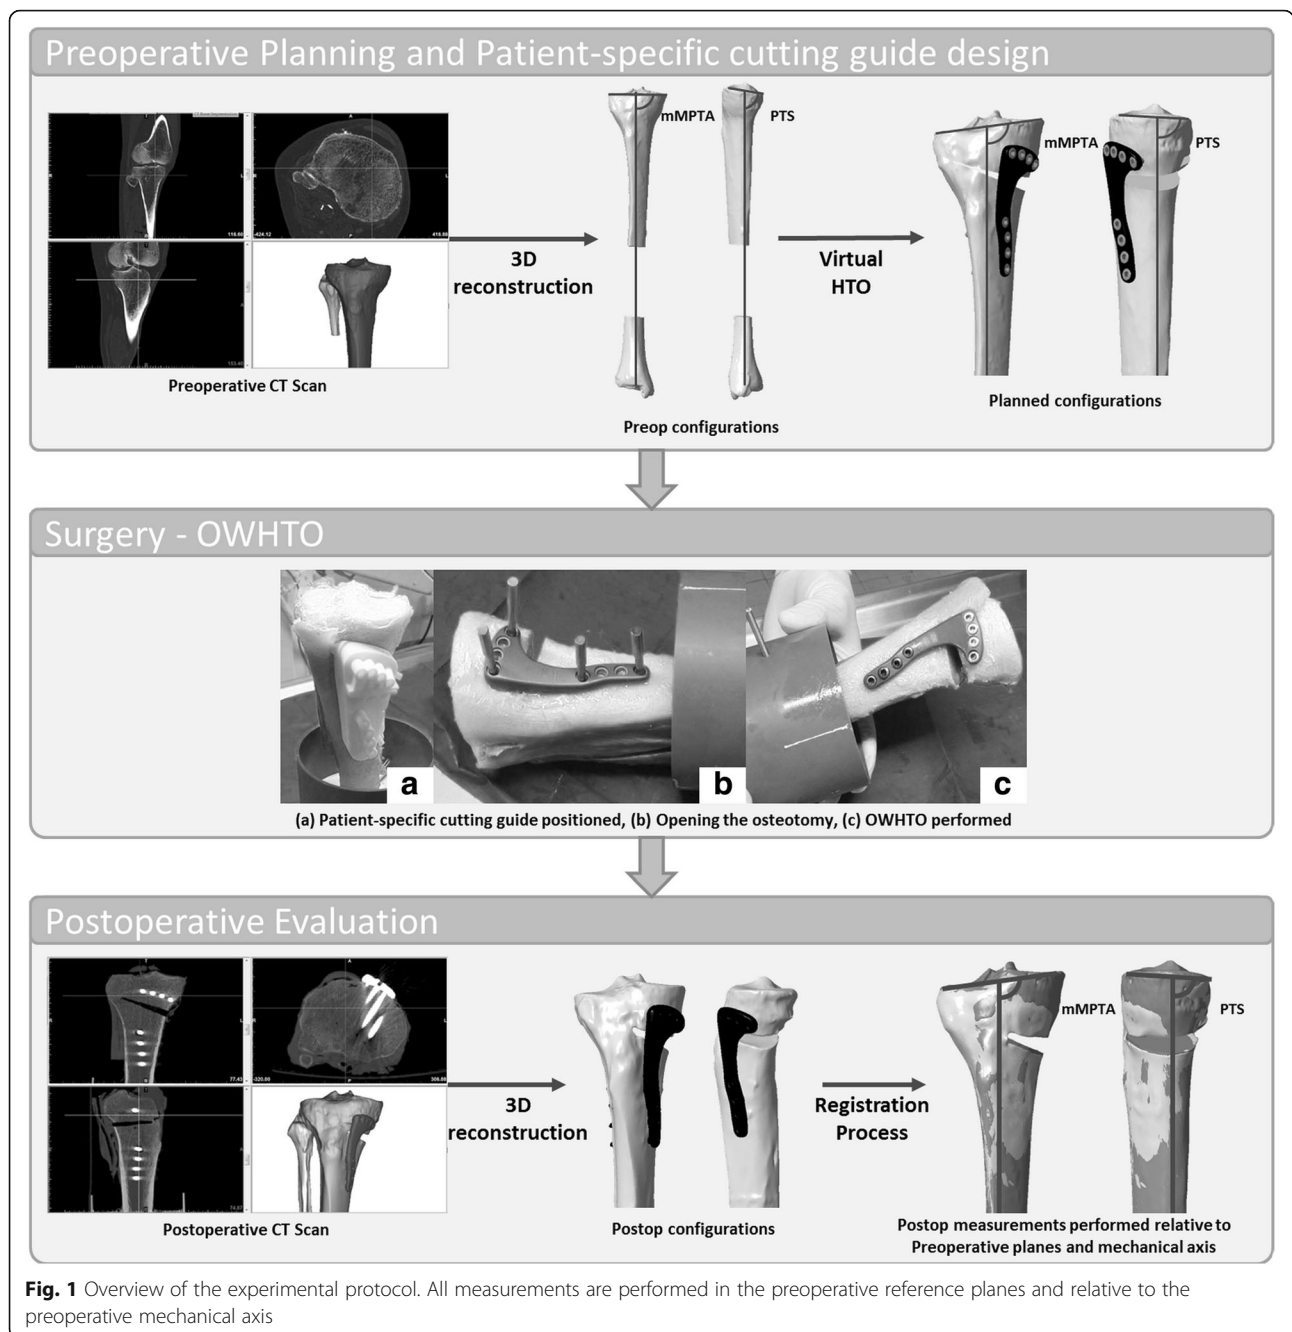 Preoperative Planning and Patient-specific cutting guide design
mMPTA
PTS
mMPTA
PTS
3D
reconstruction
Virtual
HTO
Preoperative CT Scan
Preop configurations
Planned configurations
Surgery - OWHTO
a
b
c
(a) Patient-specific cutting guide positioned, (b) Opening the osteotomy, (c) OWHTO performed
Postoperative Evaluation
mMPTA
PTS
3D
reconstruction
Registration
Process
Postoperative CT Scan
Postop configurations
Postop measurements performed relative to
Preoperative planes and mechanical axis
Fig. 1 Overview of the experimental protocol. All measurements are performed in the preoperative reference planes and relative to the
preoperative mechanical axis